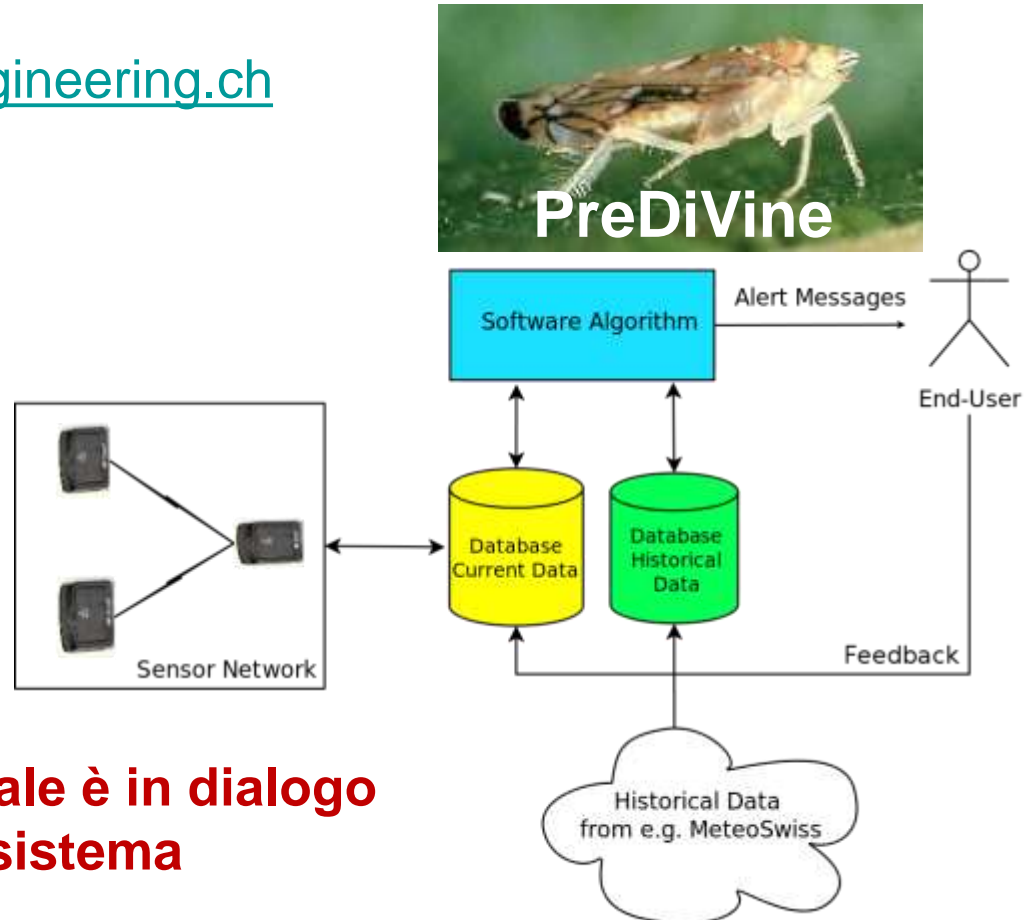 gineering.ch
PreDiVine
Software Algorithm
Alert Messages
End-User
Database
Current Data
Database
Historical
Data
Sensor Network
Feedback
Historical Data
from e.g. MeteoSwiss
ale è in dialogo
sistema